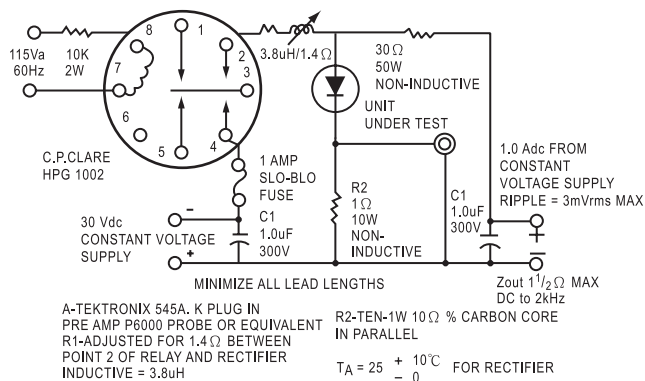 115Va
60Hz
10K
2W
8
1
2
7
3
6
5
4
C.P.CLARE
HPG 1002
3.8uH/1.4Ω
30Ω
50W
NON-INDUCTIVE
UNIT
UNDER TEST
1 AMP
SLO-BLO
FUSE
R2
1Ω
10W
NON-
INDUCTIVE
C1
1.0uF
300V
1.0 Adc FROM
CONSTANT
VOLTAGE SUPPLY
RIPPLE = 3mVrms MAX
+
−
30 Vdc
CONSTANT VOLTAGE
SUPPLY
-
+
C1
1.0uF
300V
MINIMIZE ALL LEAD LENGTHS
Zout 1 1/2 Ω MAX
DC to 2kHz
A-TEKTRONIX 545A. K PLUG IN
PRE AMP P6000 PROBE OR EQUIVALENT
R1-ADJUSTED FOR 1.4Ω BETWEEN
POINT 2 OF RELAY AND RECTIFIER
INDUCTIVE = 3.8uH
R2-TEN-1W 10Ω % CARBON CORE
IN PARALLEL
TA = 25 + 10℃ FOR RECTIFIER
− 0